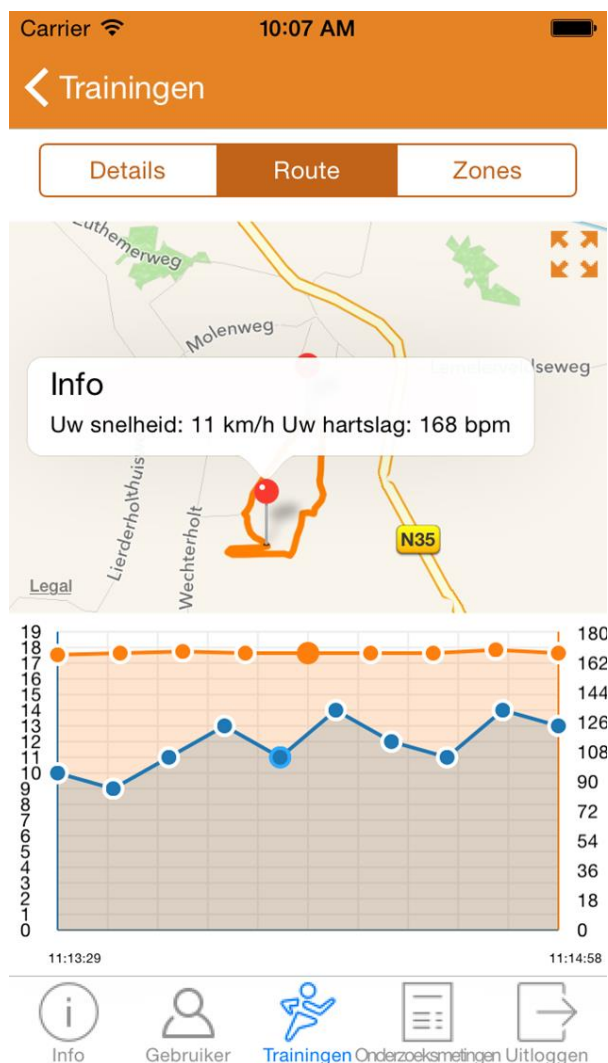 Carrier 10:07 AM
Trainingen
Details Route Zones
Zuthemerweg
Molenweg
Info
Uw snelheid: 11 km/h Uw hartslag: 168 bpm
Lierderholthuis
Wechterholt
N35
Legal
19 180
18
17 162
16
15 144
14
13 126
12
11 108
10
9 90
8
7 72
6
5 54
4
3 36
2
1 18
0 0
11:13:29 11:14:58
Info Gebruiker Trainingen Onderzoeksmetingen Uitloggen